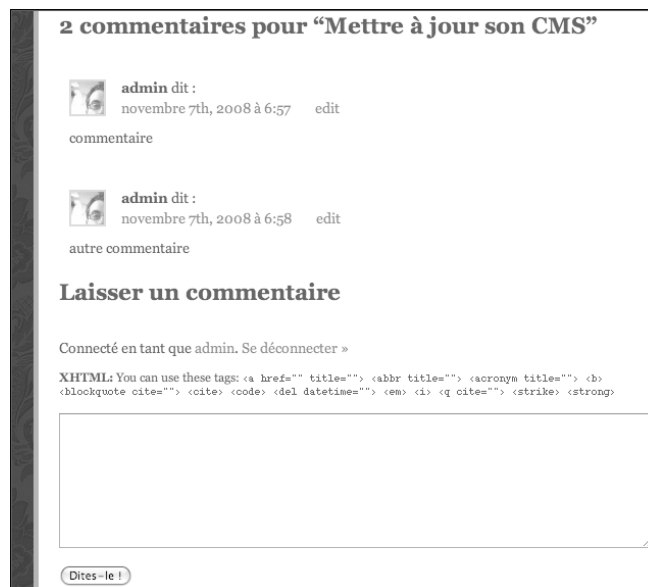 2 commentaires pour “Mettre à jour son CMS”
admin dit :
novembre 7th, 2008 à 6:57 edit
commentaire
admin dit :
novembre 7th, 2008 à 6:58 edit
autre commentaire
Laisser un commentaire
Connecté en tant que admin. Se déconnecter »
XHTML: You can use these tags: <a href="" title=""> <abbr title=""> <acronym title=""> <b>
<blockquote cite=""> <cite> <code> <del datetime=""> <em> <i> <q cite=""> <strike> <strong>
Dites-le !